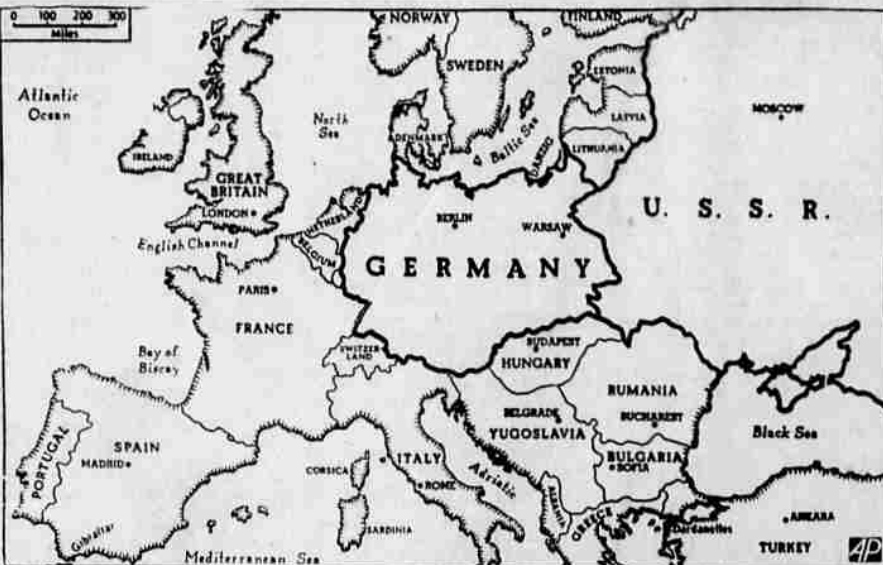 0 100 200 300
Miles
NORWAY
FINLAND
SWEDEN
ESTONIA
Atlantic
Ocean
North
Sea
MOSCOW
LATVIA
DENMARK
Baltic Sea
LITHUANIA
IRELAND
DANZIG
GREAT
BRITAIN
NETHERLANDS
U. S. S. R.
LONDON
BERLIN
WARSAW
English Channel
BELGIUM
GERMANY
PARIS
FRANCE
BUDAPEST
HUNGARY
SWITZER-
LAND
Bay of
Biscay
RUMANIA
BELGRADE
BUCHAREST
YUGOSLAVIA
Black Sea
PORTUGAL
SPAIN
MADRID
CORSICA
ITALY
BULGARIA
SOFIA
ROME
Adriatic
ALBANIA
GREECE
SARDINIA
Dardanelles
ANKARA
Gibraltar
Mediterranean Sea
TURKEY
AP